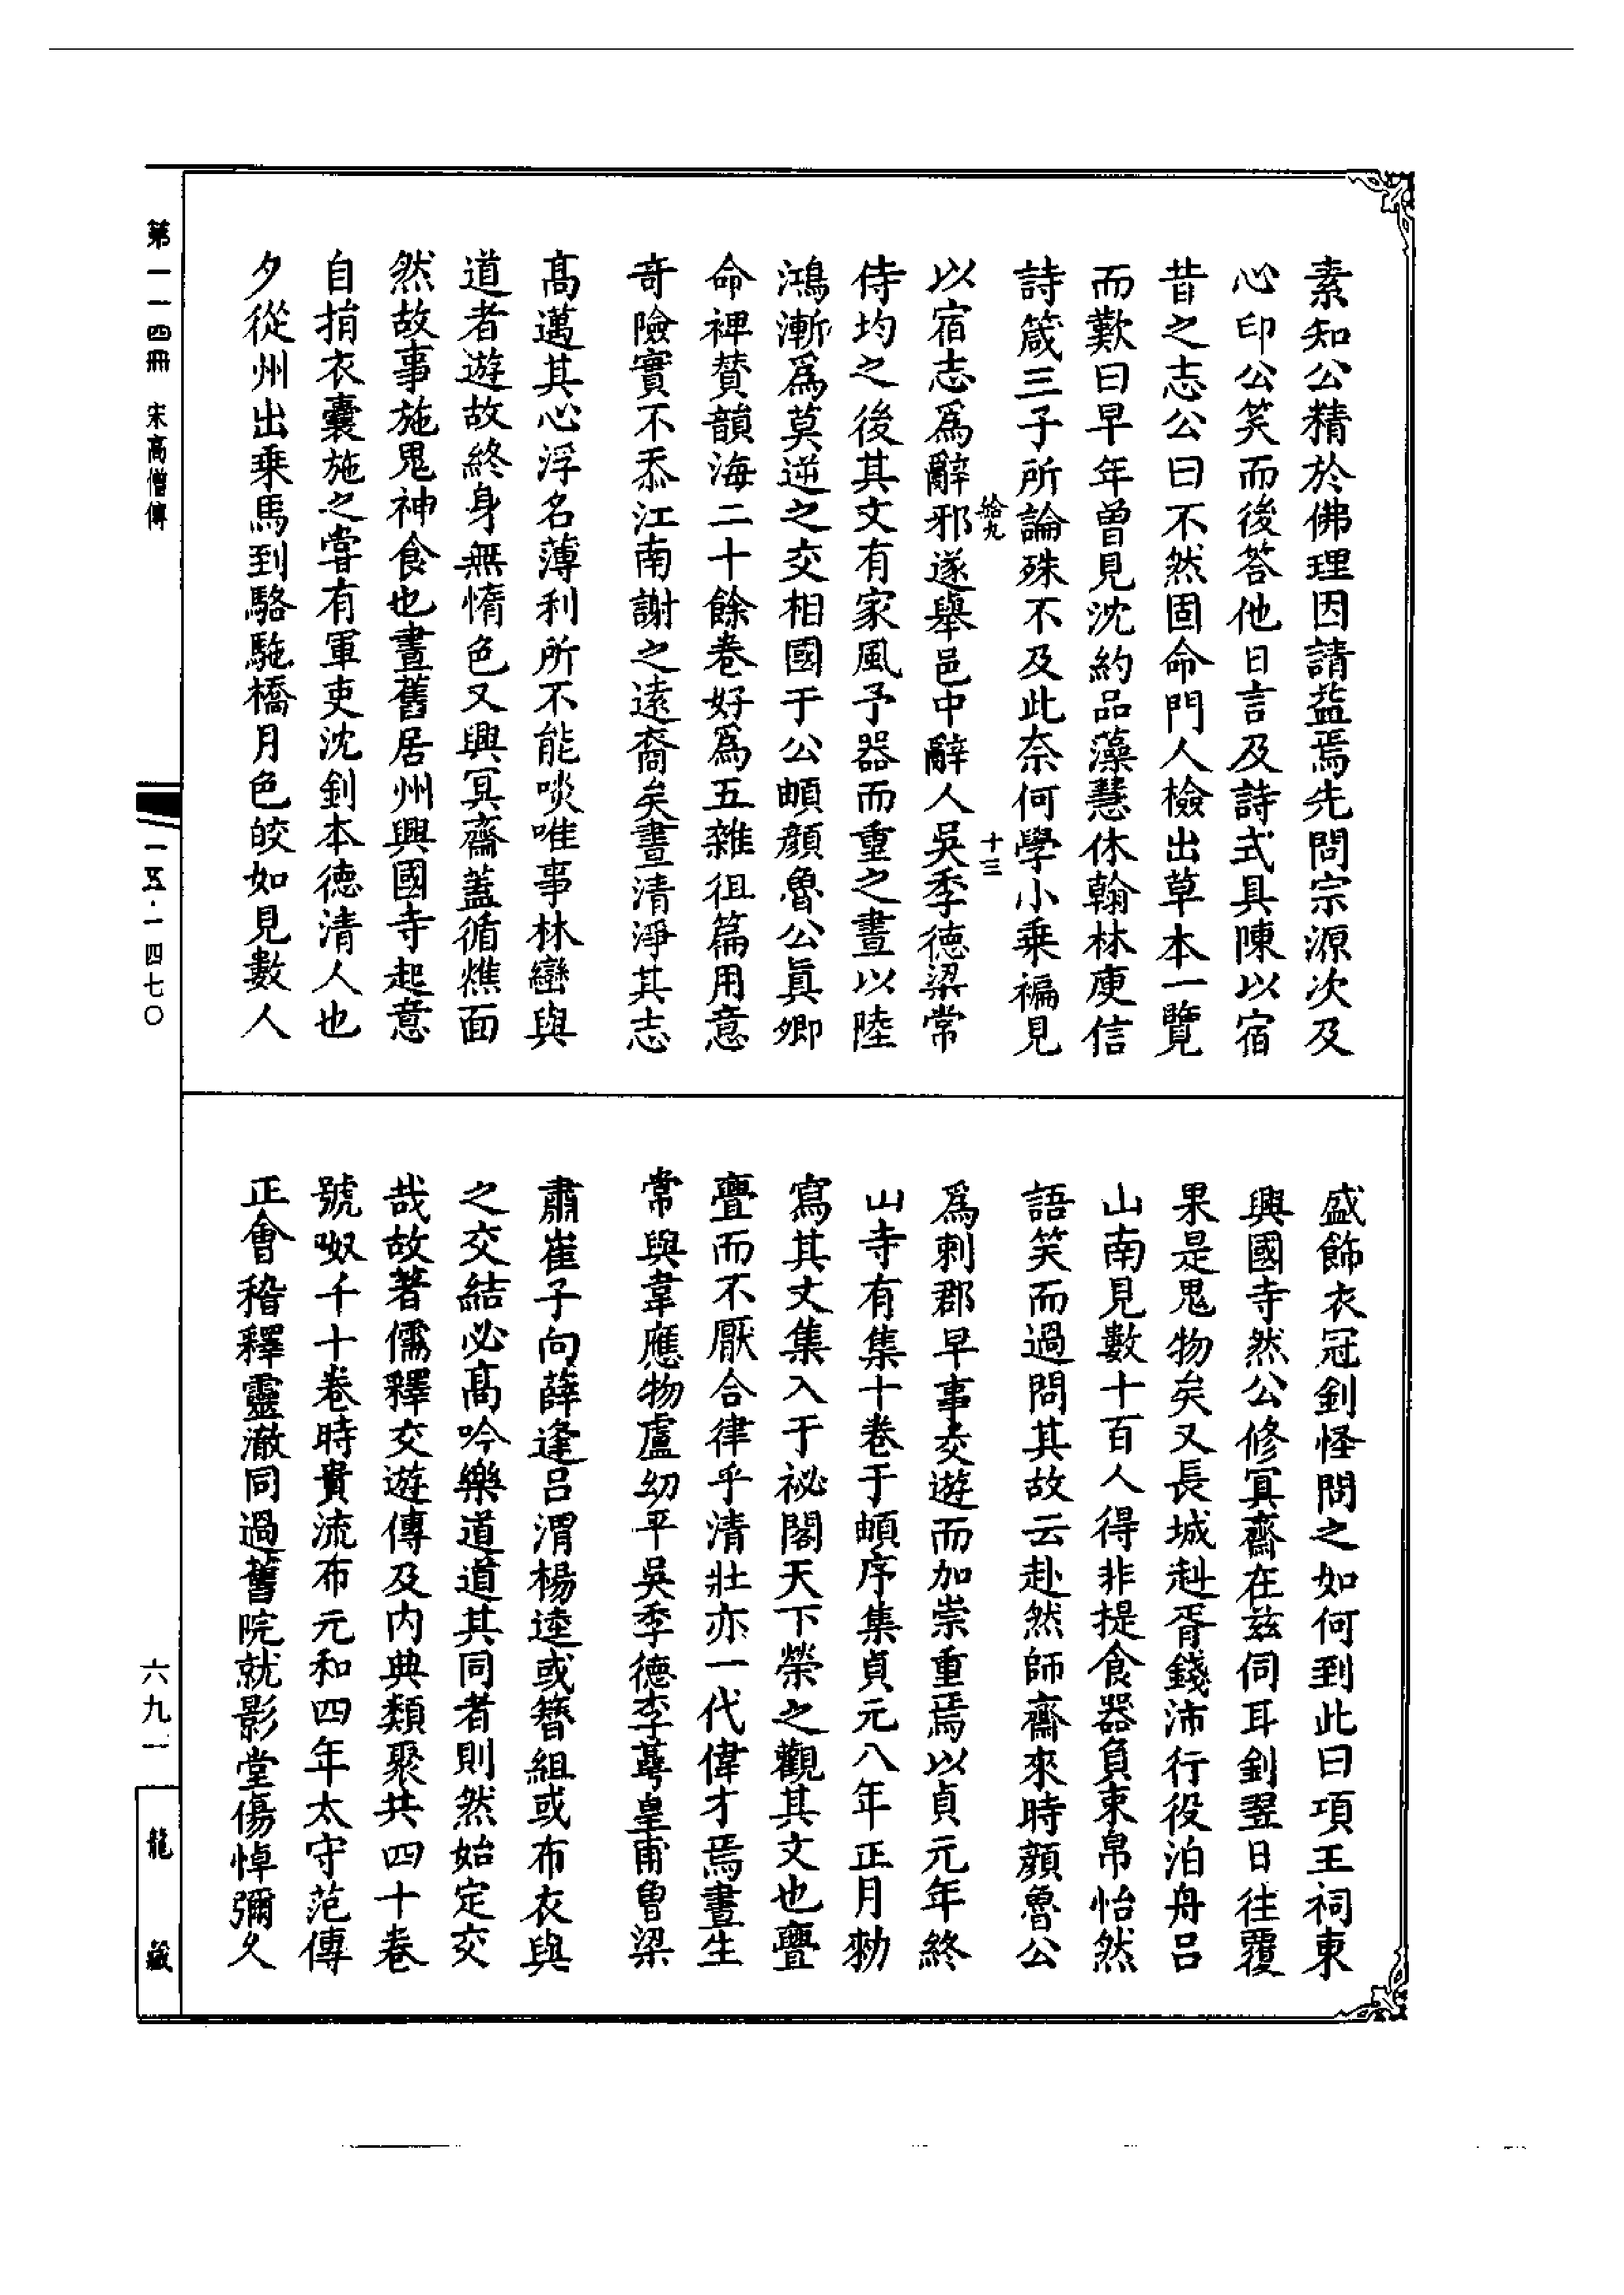 素知公精於佛理因請益焉先問宗源次及
心印公笑而後荅他日言及詩式具陳以宿
昔之志公曰不然固命門人檢出草本一覽
而歎曰早年曾見沈約品藻慧休翰林庾信
詩箴三子所論殊不及此奈何學小乗褊見
拾九 十三
以宿志爲辭邪遂舉邑中辭人吳季德梁常
侍均之後其文有家風予器而重之晝以陸
鴻漸爲莫逆之交相國于公頔顔魯公眞卿
命裨贊韻海二十餘卷好爲五雜徂篇用意
竒險實不忝江南謝之遠裔矣晝清淨其志
髙邁其心浮名薄利所不能啖唯事林巒與
道者遊故終身無惰色又興冥齋蓋循燋面
然故事施鬼神食也晝舊居州興國寺起意
自捐衣囊施之嘗有軍吏沈釗本德清人也
夕從州出乗馬到駱駞橋月色皎如見數人
盛飾衣冠釗怪問之如何到此曰項王祠東
興國寺然公修冥齋在兹伺耳釗翌日往覆
果是鬼物矣又長城赳胥錢沛行役泊舟呂
山南見數十百人得非提食器負束帛怡然
語笑而過問其故云赴然師齋來時顔魯公
爲刺郡早事交遊而加崇重焉以貞元年終
山寺有集十卷于頔序集貞元八年正月勑
寫其文集入于祕閣天下榮之觀其文也亹
亹而不厭合律乎清壯亦一代偉才焉晝生
常與韋應物盧幼平吳季德李萼皇甫曾梁
肅崔子向薛逢呂渭楊逵或簪組或布衣與
之交結必髙吟樂道道其同者則然始定交
哉故著儒釋交遊傳及内典類聚共四十卷
號呶子十卷時貴流布元和四年太守范傳
正會稽釋靈澈同過舊院就影堂傷悼彌久
第一一四冊 宋高僧傳
一五·一四七〇
六九一
龍藏